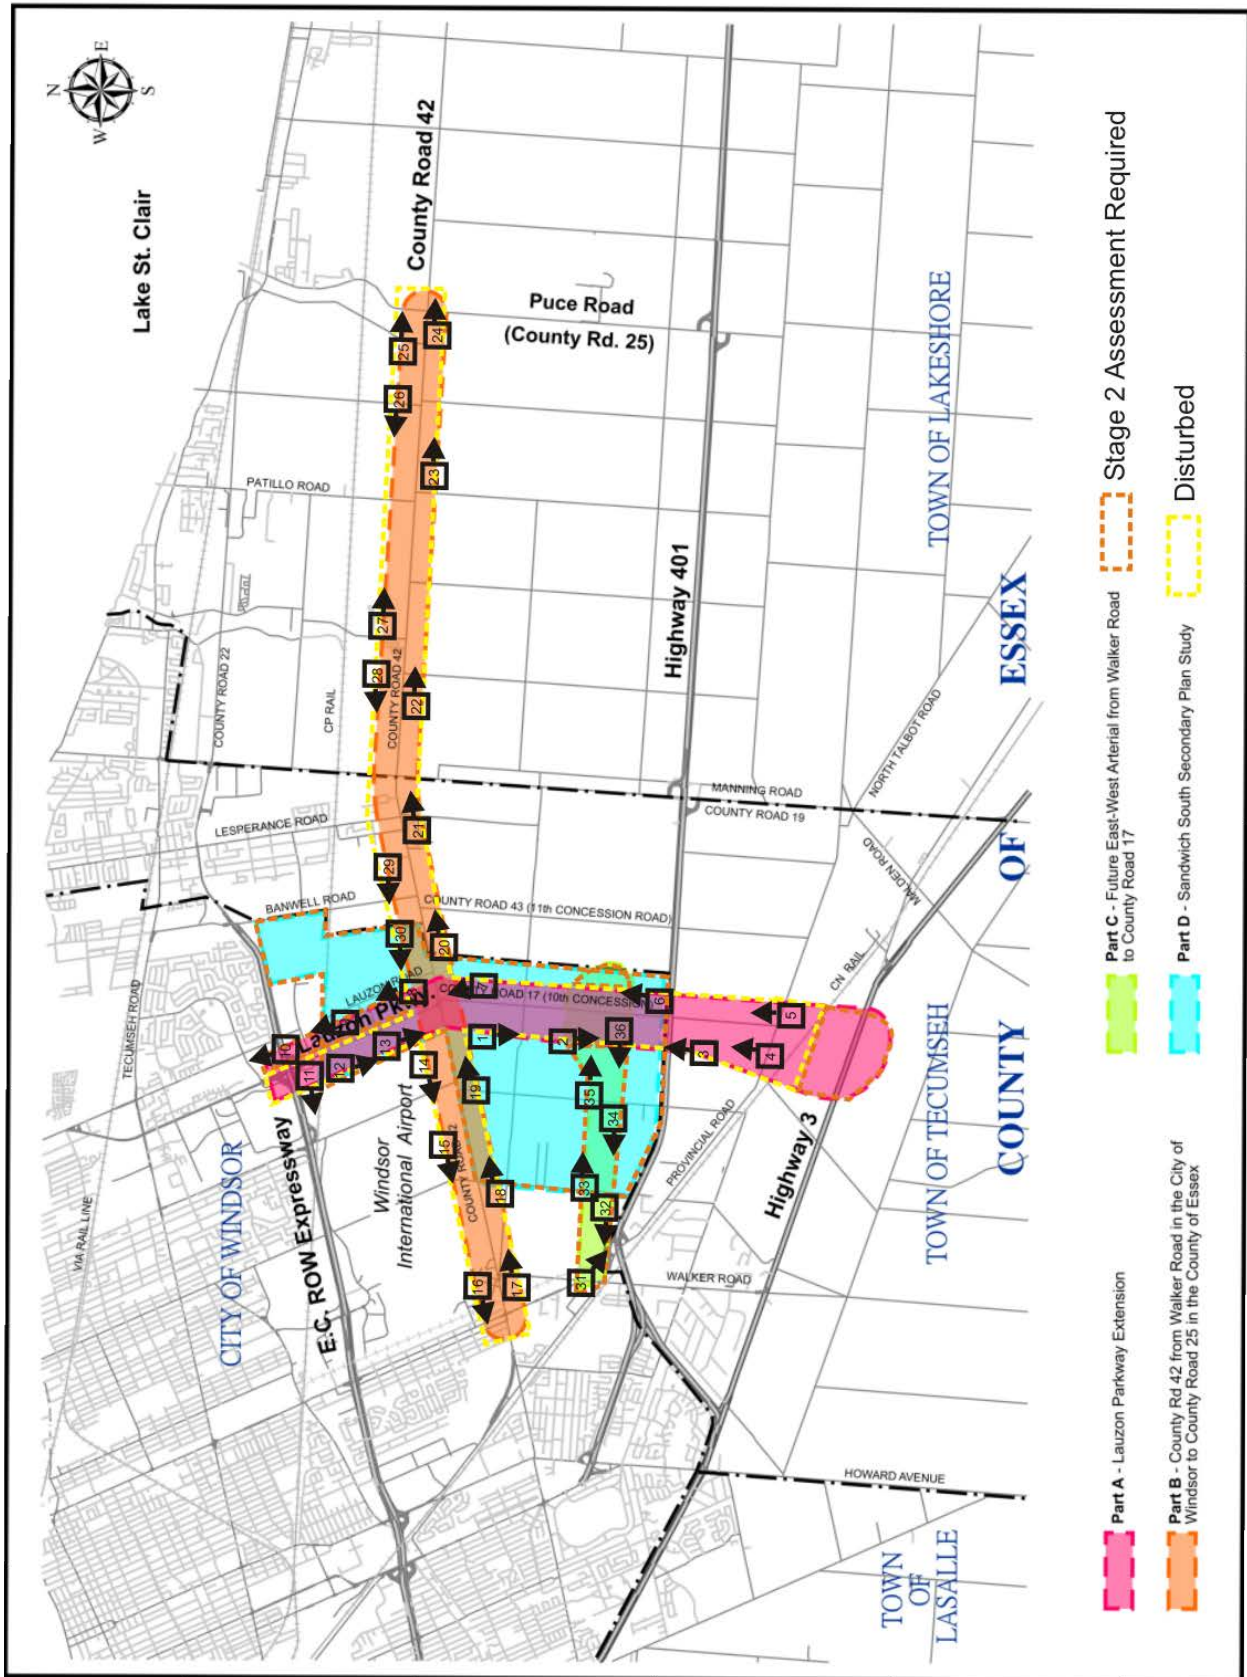 N
E
S
W
Lake St. Clair
County Road 42
Puce Road
(County Rd. 25)
PATILLO ROAD
COUNTY ROAD 22
CP RAIL
COUNTY ROAD 42
Highway 401
TOWN OF LAKESHORE
MANNING ROAD
COUNTY ROAD 19
NORTH TALBOT ROAD
MALDEN ROAD
CN RAIL
LESPERANCE ROAD
BANWELL ROAD
COUNTY ROAD 43 (11th CONCESSION ROAD)
TECUMSEH ROAD
LAUZON ROAD
Lauzon
ROAD 17 (10th CONCESSION)
VIA RAIL LINE
CITY OF WINDSOR
E.C. ROW Expressway
Windsor
International Airport
COUNTY ROAD
PROVINCIAL ROAD
Highway 3
WALKER ROAD
TOWN OF TECUMSEH
HOWARD AVENUE
TOWN
OF
LASALLE
COUNTY
OF
ESSEX
1
2
3
4
5
6
10
11
12
13
14
15
16
17
18
19
20
21
22
23
24
25
26
27
28
29
30
31
32
33
34
35
36
Part A - Lauzon Parkway Extension
Part B - County Rd 42 from Walker Road in the City of
Windsor to County Road 25 in the County of Essex
Part C - Future East-West Arterial from Walker Road
to County Road 17
Part D - Sandwich South Secondary Plan Study
Stage 2 Assessment Required
Disturbed